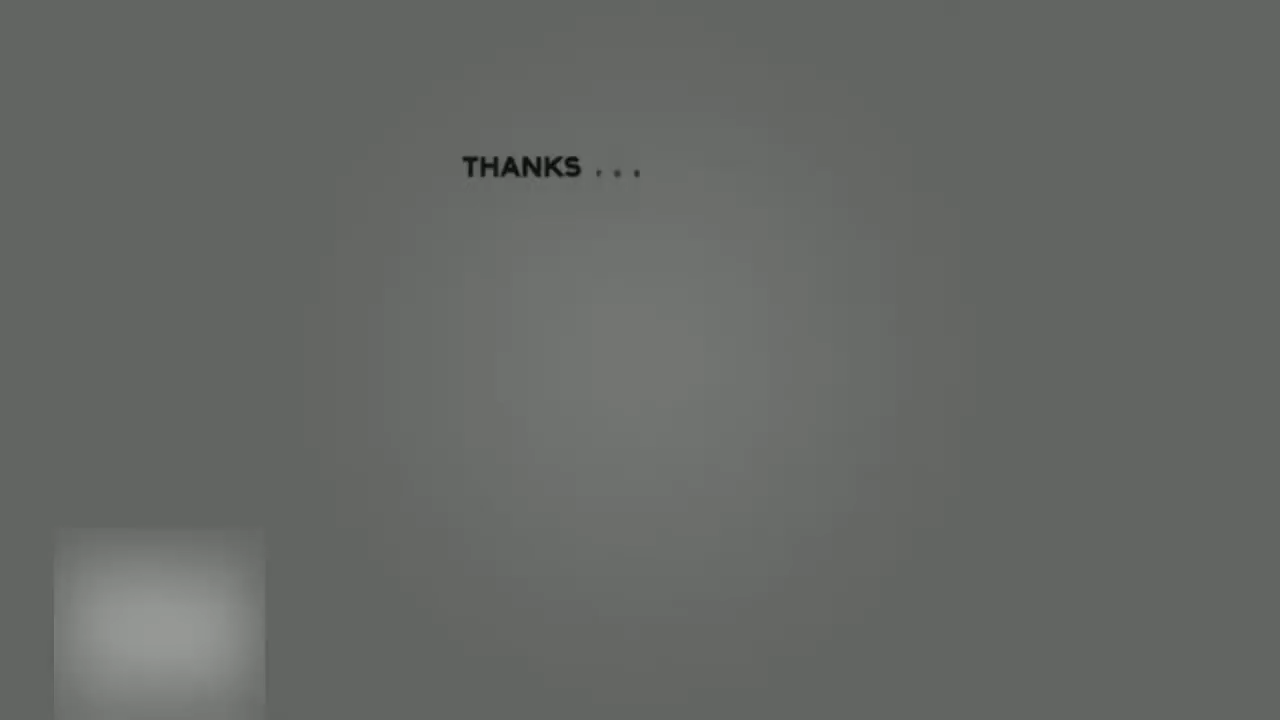 THANKS . . .